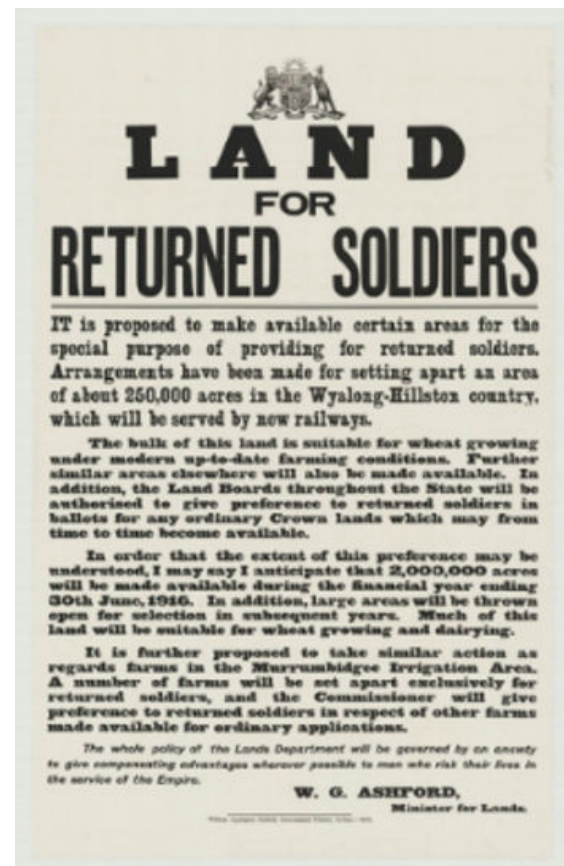 LAND
FOR
RETURNED SOLDIERS
IT is proposed to make available certain areas for the
special purpose of providing for returned soldiers.
Arrangements have been made for setting apart an area
of about 250,000 acres in the Wyalong-Hillston country,
which will be served by new railways.
The bulk of this land is suitable for wheat growing
under modern up-to-date farming conditions. Further
similar areas elsewhere will also be made available. In
addition, the Land Boards throughout the State will be
authorised to give preference to returned soldiers in
ballots for any ordinary Crown lands which may from
time to time become available.
In order that the extent of this preference may be
understood, I may say I anticipate that 2,000,000 acres
will be made available during the financial year ending
30th June, 1916. In addition, large areas will be thrown
open for selection in subsequent years. Much of this
land will be suitable for wheat growing and dairying.
It is further proposed to take similar action as
regards farms in the Murrumbidgee Irrigation Area.
A number of farms will be set apart exclusively for
returned soldiers, and the Commissioner will give
preference to returned soldiers in respect of other farms
made available for ordinary applications.
The whole policy of the Lands Department will be governed by an anxiety
to give compensating advantages wherever possible to men who risk their lives in
the service of the Empire.
W. G. ASHFORD,
Minister for Lands.